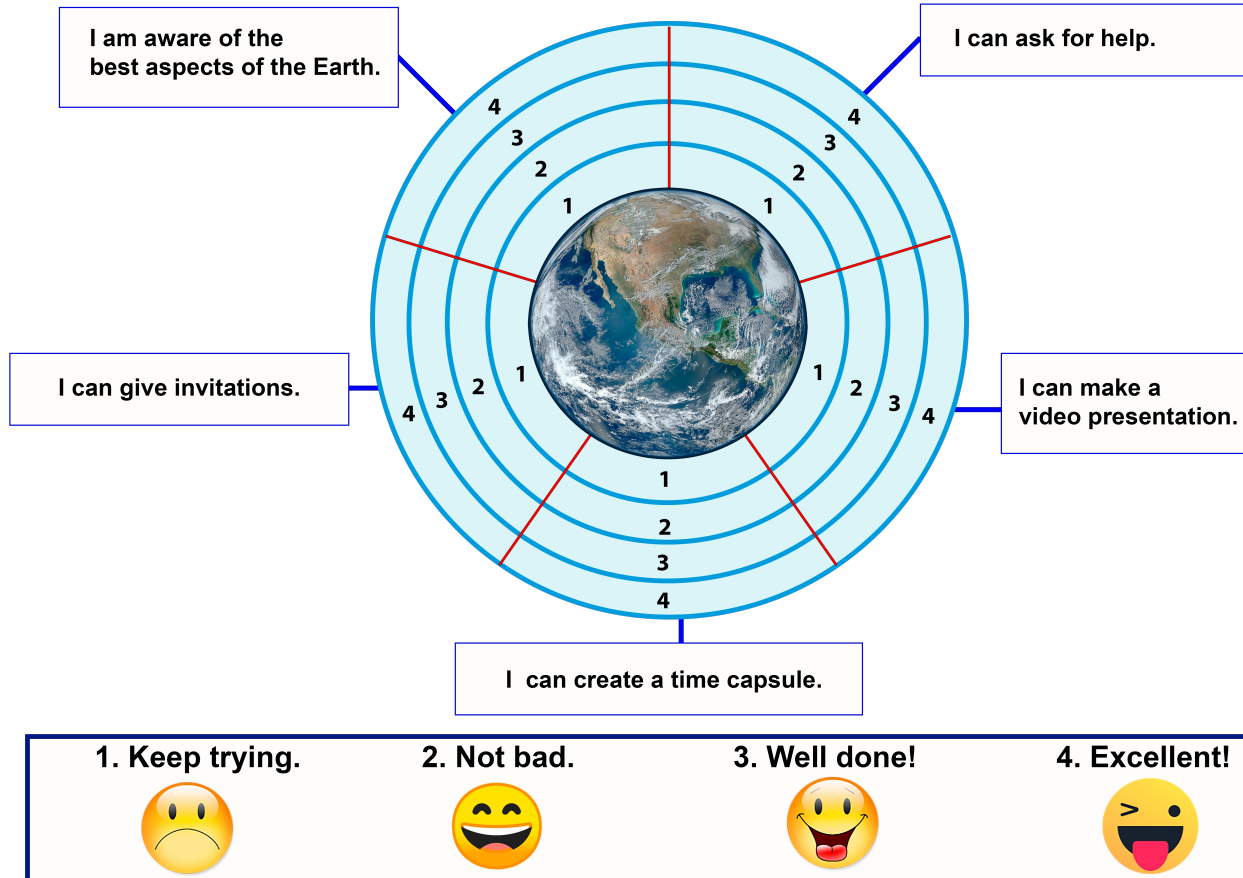 I am aware of the
best aspects of the Earth.
I can ask for help.
4
4
3
3
2
2
1
1
I can give invitations.
I can make a
video presentation.
1
2
3
4
1
2
3
4
1
2
3
4
I can create a time capsule.
1. Keep trying.
2. Not bad.
3. Well done!
4. Excellent!